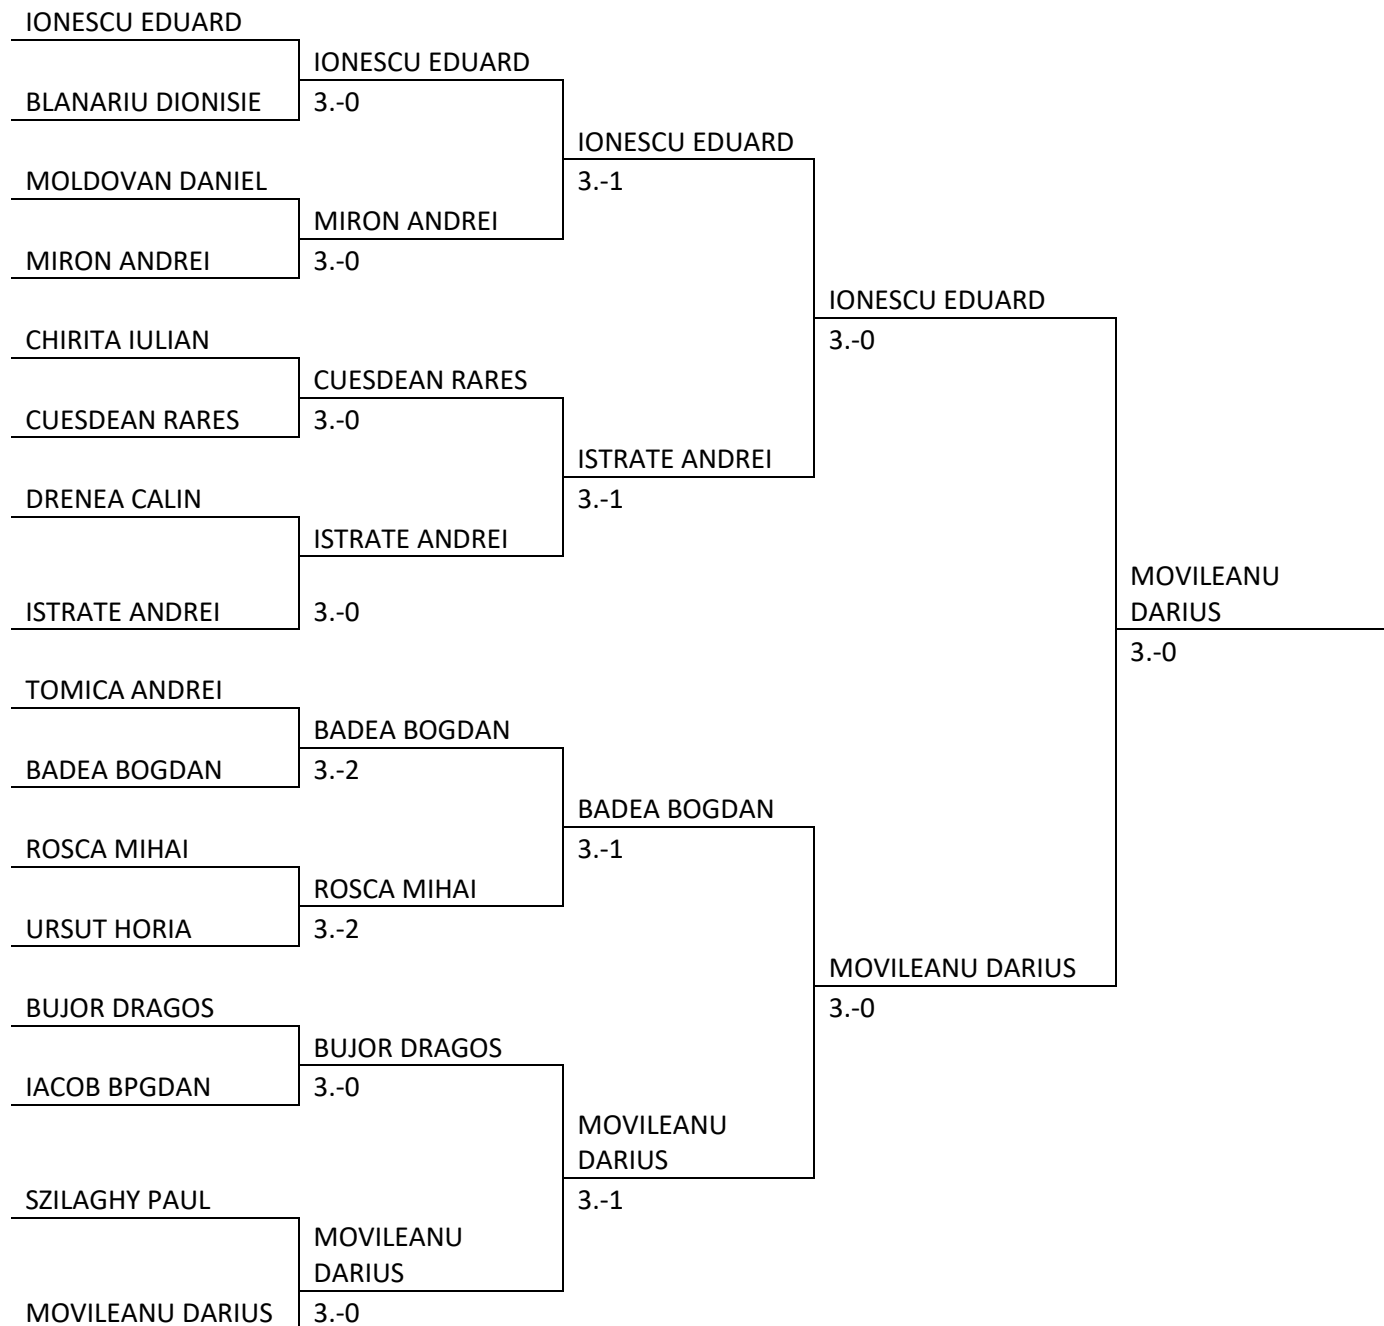 IONESCU EDUARD
IONESCU EDUARD
BLANARIU DIONISIE
3.-0
IONESCU EDUARD
MOLDOVAN DANIEL
3.-1
MIRON ANDREI
MIRON ANDREI
3.-0
IONESCU EDUARD
CHIRITA IULIAN
3.-0
CUESDEAN RARES
CUESDEAN RARES
3.-0
ISTRATE ANDREI
DRENEA CALIN
3.-1
ISTRATE ANDREI
MOVILEANU
DARIUS
ISTRATE ANDREI
3.-0
3.-0
TOMICA ANDREI
BADEA BOGDAN
BADEA BOGDAN
3.-2
BADEA BOGDAN
ROSCA MIHAI
3.-1
ROSCA MIHAI
URSUT HORIA
3.-2
MOVILEANU DARIUS
BUJOR DRAGOS
3.-0
BUJOR DRAGOS
IACOB BPGDAN
3.-0
MOVILEANU
DARIUS
SZILAGHY PAUL
3.-1
MOVILEANU
DARIUS
MOVILEANU DARIUS
3.-0